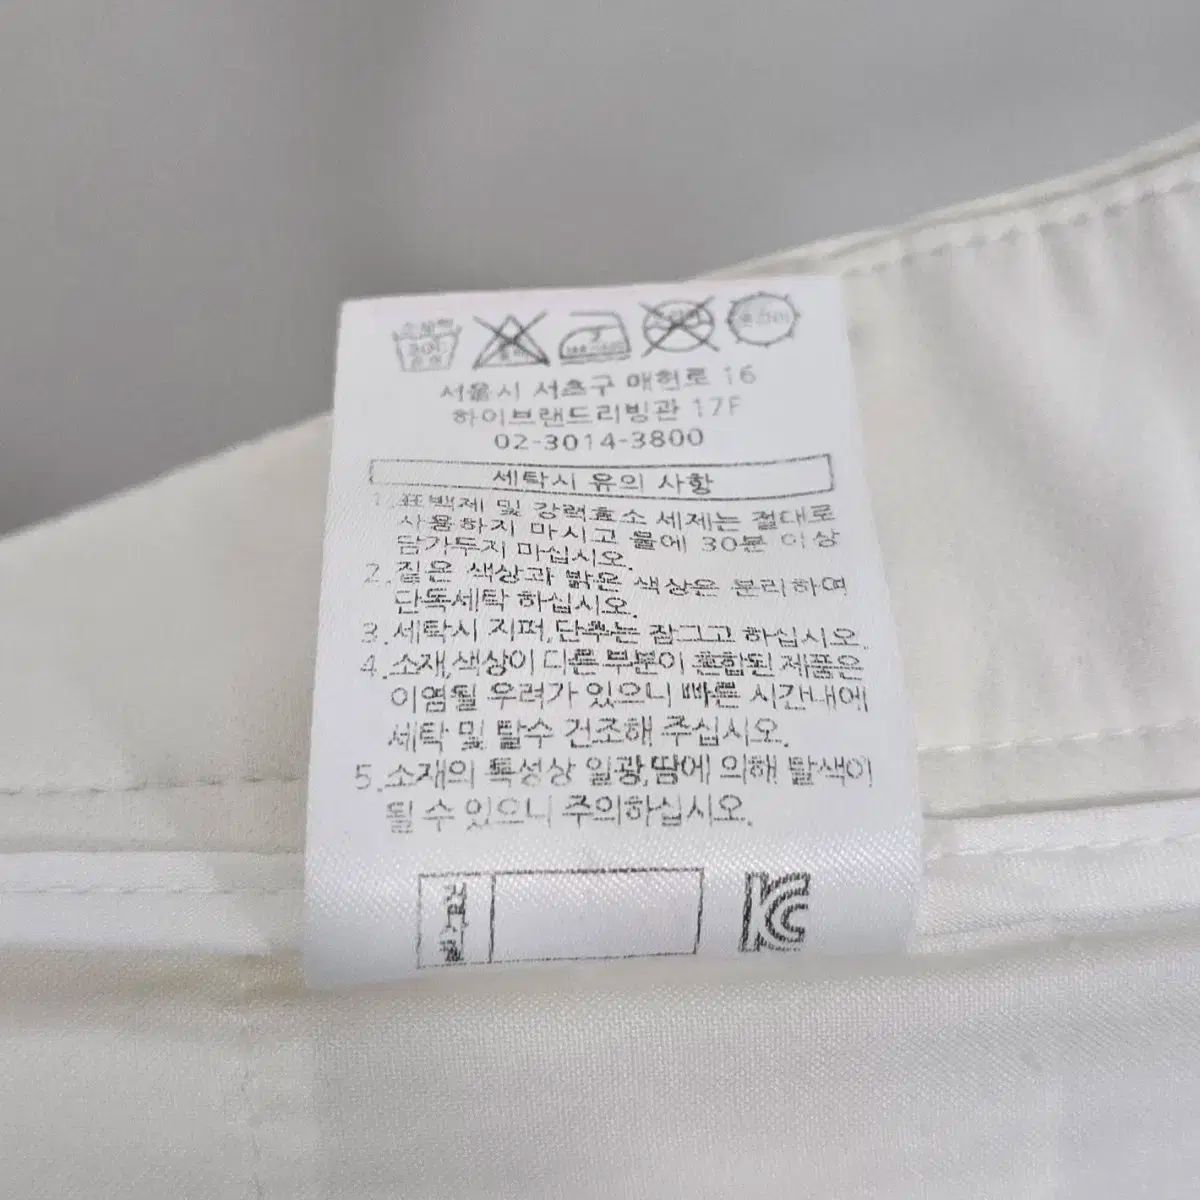 서울시 서초구 매헌로 16
하이브랜드리빙관 17F
02-3014-3800
세탁시 유의 사항
1.표백제 및 강력효소 세제는 절대로
사용하지 마시고 물에 30분 이상
담가두지 마십시오.
2.짙은 색상과 밝은 색상은 분리하여
단독세탁 하십시오.
3.세탁시 지퍼,단추는 잠그고 하십시오.
4.소재,색상이 다른 부분이 혼합된 제품은
이염될 우려가 있으니 빠른 시간내에
세탁 및 탈수 건조해 주십시오.
5.소재의 특성상 일광,땀에 의해 탈색이
될 수 있으니 주의하십시오.